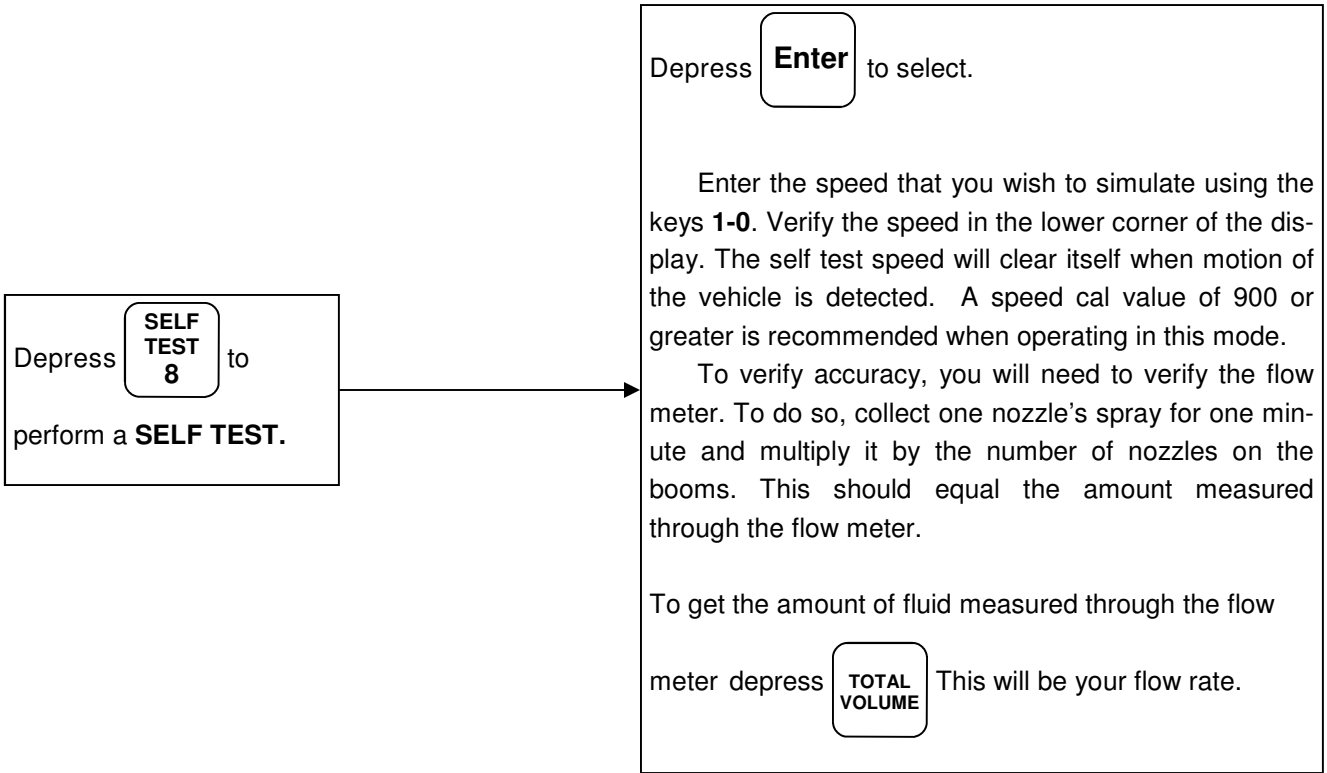 Depress SELF TEST 8 to
perform a SELF TEST.
Depress Enter to select.
Enter the speed that you wish to simulate using the
keys 1-0. Verify the speed in the lower corner of the dis-
play. The self test speed will clear itself when motion of
the vehicle is detected. A speed cal value of 900 or
greater is recommended when operating in this mode.
To verify accuracy, you will need to verify the flow
meter. To do so, collect one nozzle's spray for one min-
ute and multiply it by the number of nozzles on the
booms. This should equal the amount measured
through the flow meter.
To get the amount of fluid measured through the flow
meter depress TOTAL VOLUME This will be your flow rate.